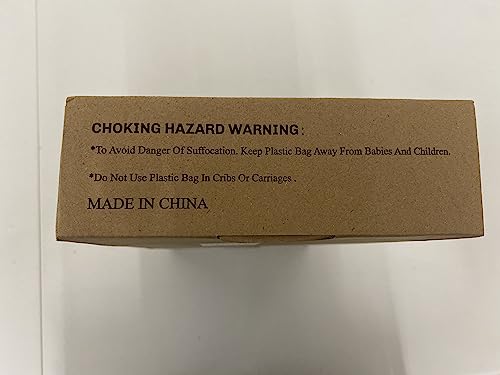 CHOKING HAZARD WARNING:
*To Avoid Danger Of Suffocation. Keep Plastic Bag Away From Babies And Children.
*Do Not Use Plastic Bag In Cribs Or Carriages .
MADE IN CHINA